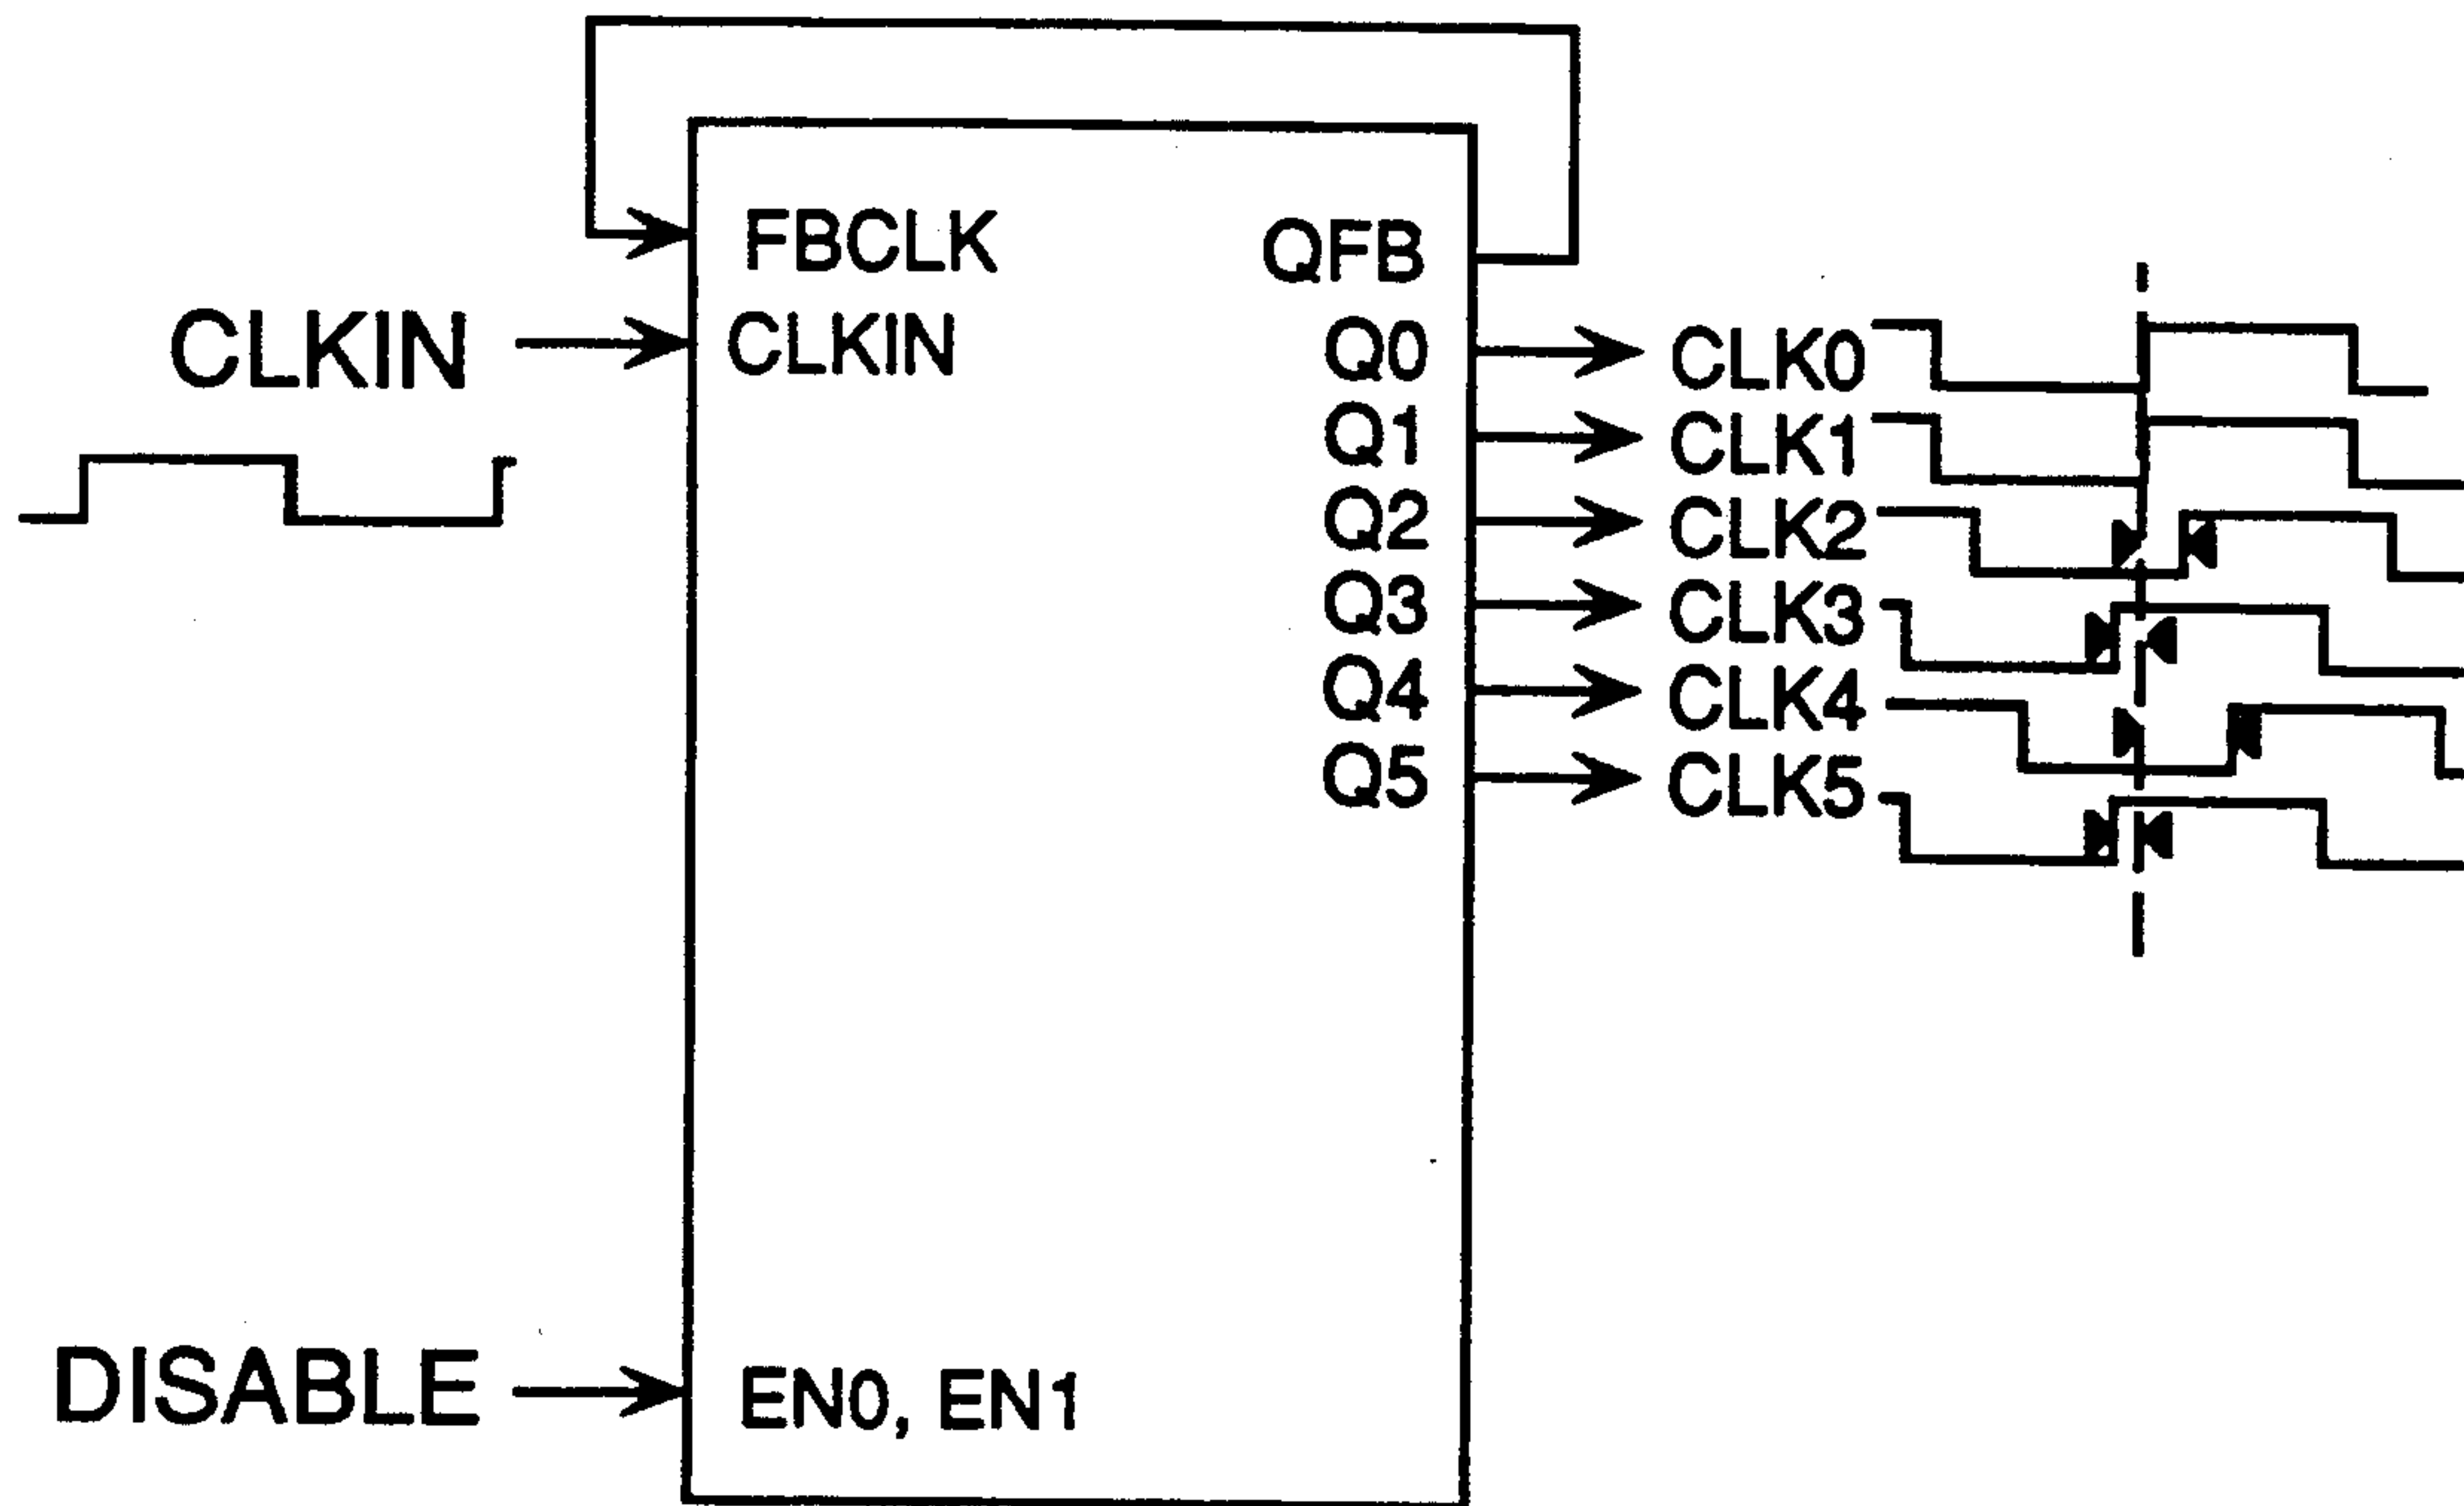 FBCLK QFB
CLKIN CLKIN Q0 CLK0
Q1 CLK1
Q2 CLK2
Q3 CLK3
Q4 CLK4
Q5 CLK5
DISABLE EN0, EN1